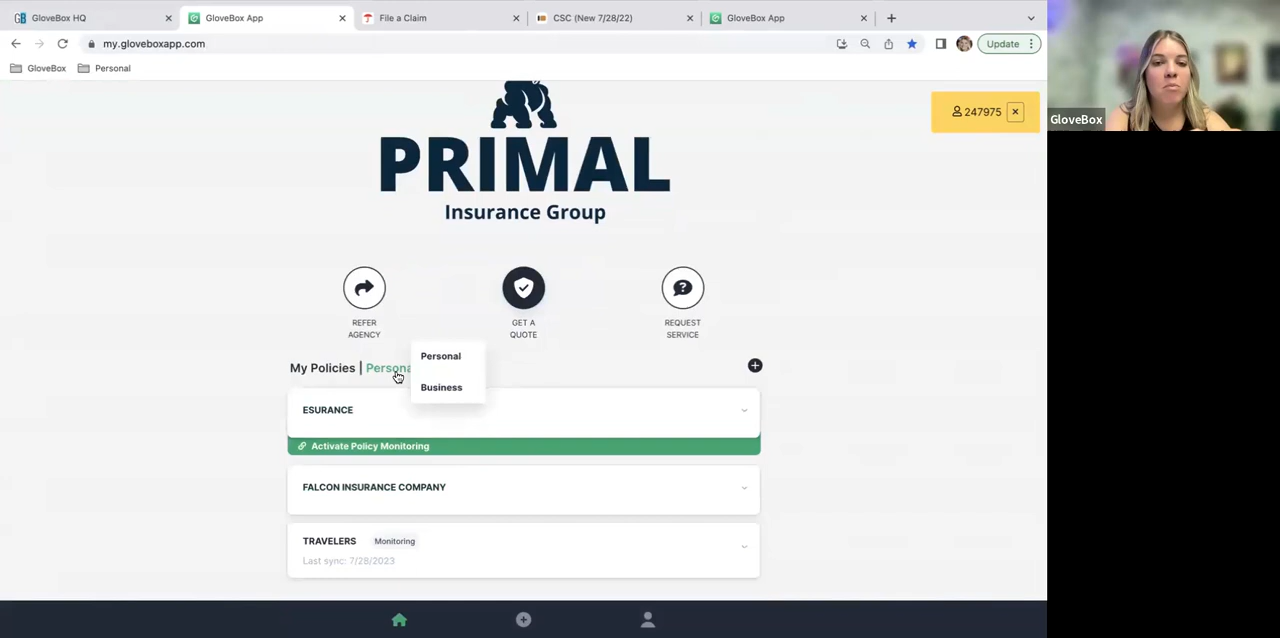 GloveBox HQ
GloveBox App
File a Claim
CSC (New 7/28/22)
GloveBox App
my.gloveboxapp.com
Update
GloveBox
Personal
PRIMAL
Insurance Group
247975
GloveBox
REFER
AGENCY
GET A
QUOTE
REQUEST
SERVICE
My Policies |
Personal
Business
ESURANCE
Activate Policy Monitoring
FALCON INSURANCE COMPANY
TRAVELERS Monitoring
Last sync: 7/28/2023